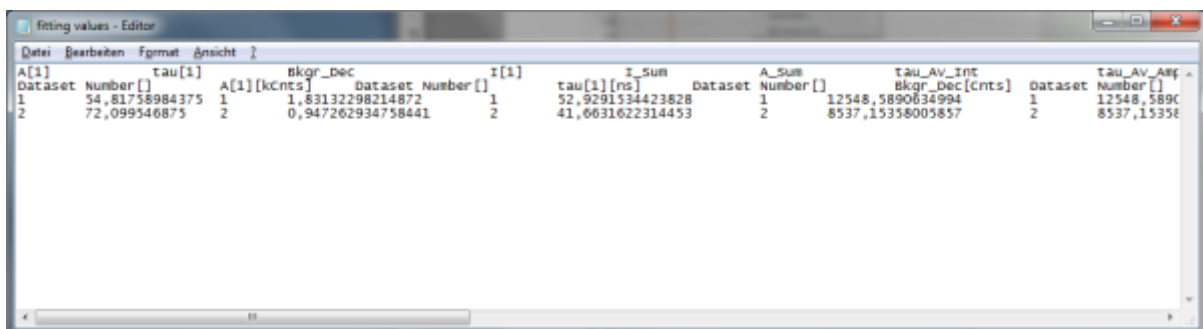 fitting values - Editor
Datei Bearbeiten Format Ansicht ?
A[1] tau[1] Bkgr_Dec I[1] I_Sum A_Sum tau_Av_Int tau_Av_Amp
Dataset Number[] A[1][kCnts] Dataset Number[] tau[1][ns] Dataset Number[] Bkgr_Dec[Cnts] Dataset Number[]
1 54,81758984375 1 1,83132298214872 1 52,9291534423828 1 12548,5890634994 1 12548,5890
2 72,099546875 2 0,947262934758441 2 41,6631622314453 2 8537,15358005857 2 8537,15358